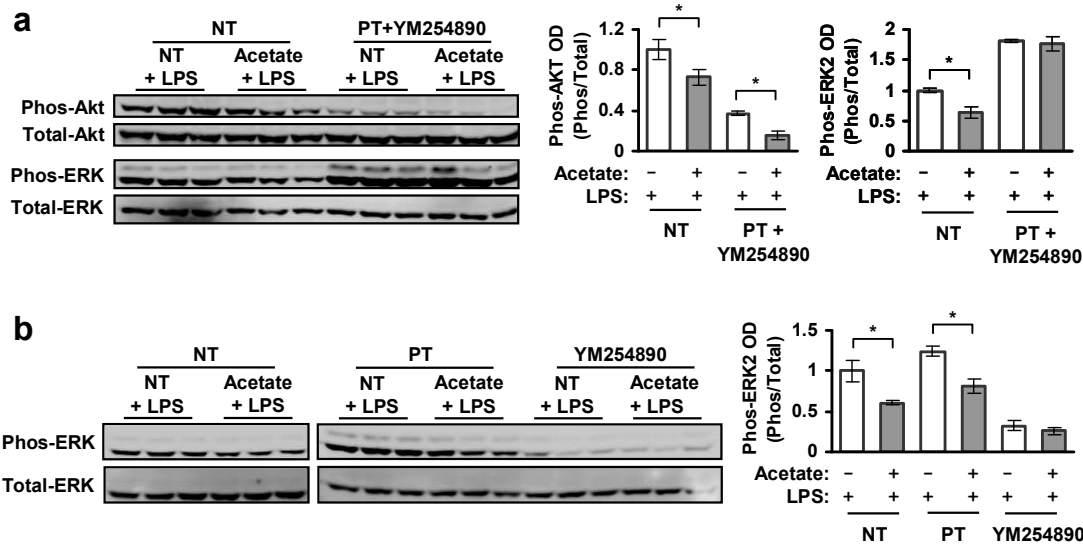 a
NT PT+YM254890
NT Acetate NT Acetate
+ LPS + LPS + LPS + LPS
Phos-Akt
Total-Akt
Phos-ERK
Total-ERK
Phos-AKT OD
(Phos/Total)
1.2
0.8
0.4
0
* *
Acetate: − + − +
LPS: + + + +
NT PT +
YM254890
Phos-ERK2 OD
(Phos/Total)
2
1.5
1
0.5
0
*
Acetate: − + − +
LPS: + + + +
NT PT +
YM254890
b
NT PT YM254890
NT Acetate NT Acetate NT Acetate
+ LPS + LPS + LPS + LPS + LPS + LPS
Phos-ERK
Total-ERK
Phos-ERK2 OD
(Phos/Total)
1.5
1
0.5
0
* *
Acetate: − + − + − +
LPS: + + + + + +
NT PT YM254890